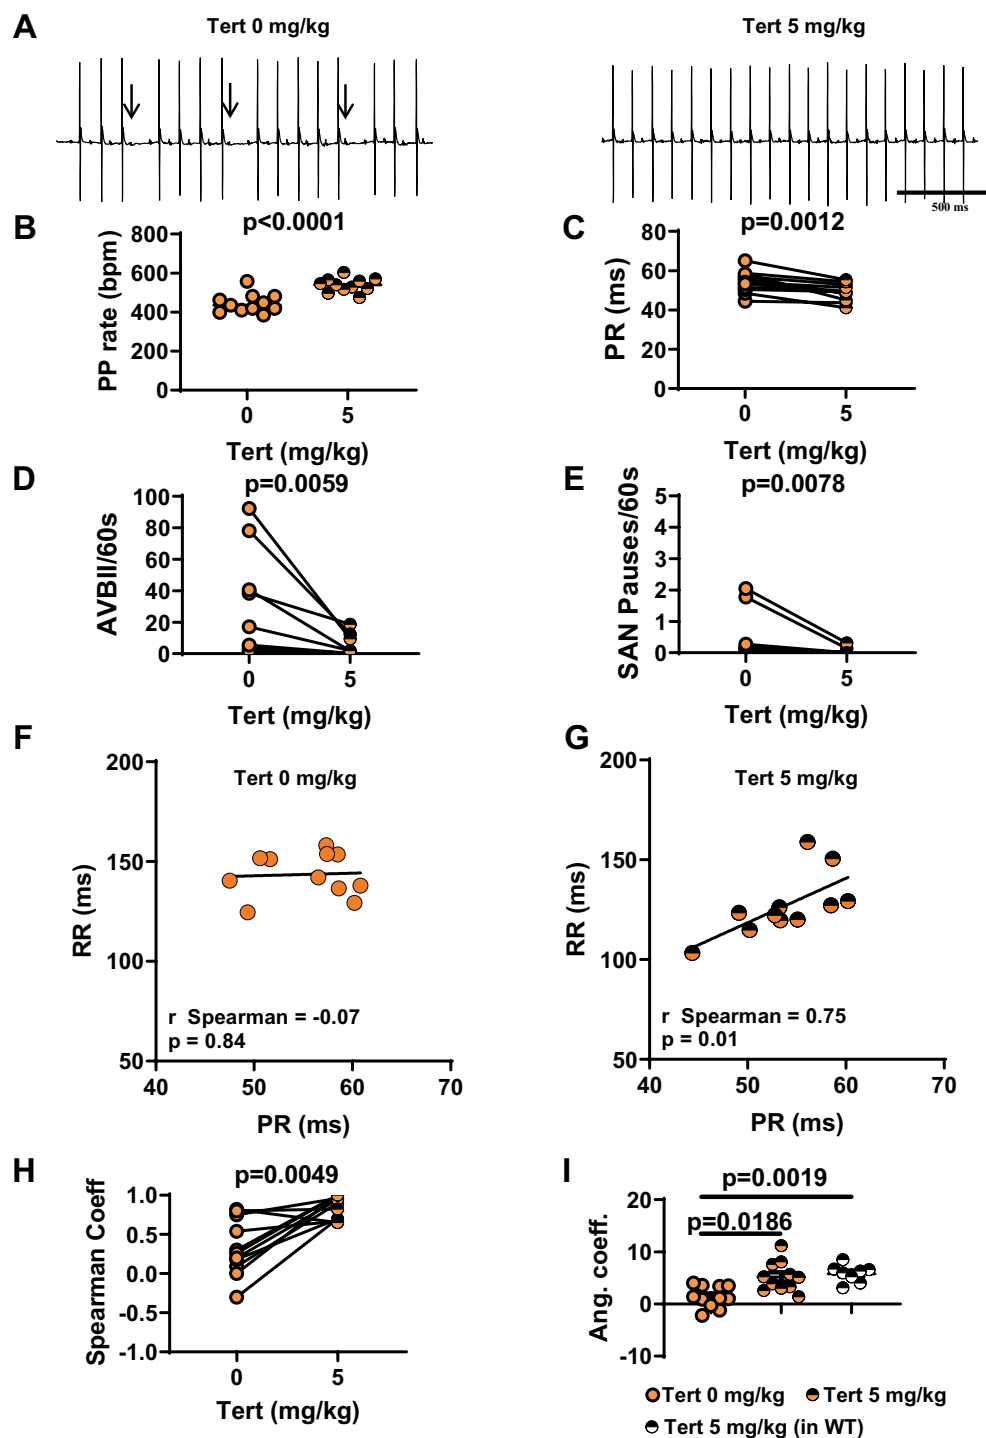 A
Tert 0 mg/kg
Tert 5 mg/kg
500 ms
B
p<0.0001
PP rate (bpm)
800
600
400
200
0
0
5
Tert (mg/kg)
C
p=0.0012
PR (ms)
80
60
40
20
0
0
5
Tert (mg/kg)
D
p=0.0059
AVBII/60s
100
80
60
40
20
0
0
5
Tert (mg/kg)
E
p=0.0078
SAN Pauses/60s
5
4
3
2
1
0
0
5
Tert (mg/kg)
F
Tert 0 mg/kg
RR (ms)
200
150
100
50
r Spearman = -0.07
p = 0.84
40
50
60
70
PR (ms)
G
Tert 5 mg/kg
RR (ms)
200
150
100
50
r Spearman = 0.75
p = 0.01
40
50
60
70
PR (ms)
H
p=0.0049
Spearman Coeff
1.0
0.5
0.0
-0.5
-1.0
0
5
Tert (mg/kg)
I
p=0.0019
p=0.0186
Ang. coeff.
20
10
0
-10
Tert 0 mg/kg
Tert 5 mg/kg
Tert 5 mg/kg (in WT)